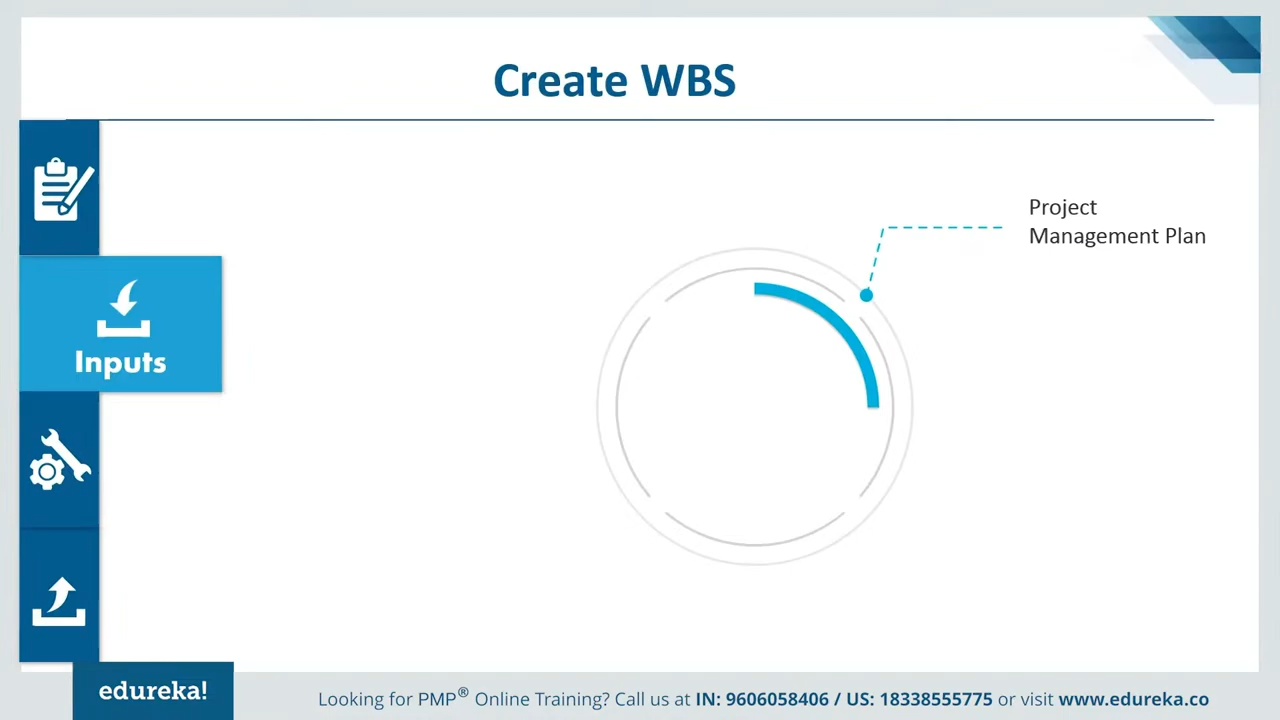 Create WBS
Project
Management Plan
Inputs
edureka!
Looking for PMP® Online Training? Call us at IN: 9606058406 / US: 18338555775 or visit www.edureka.co